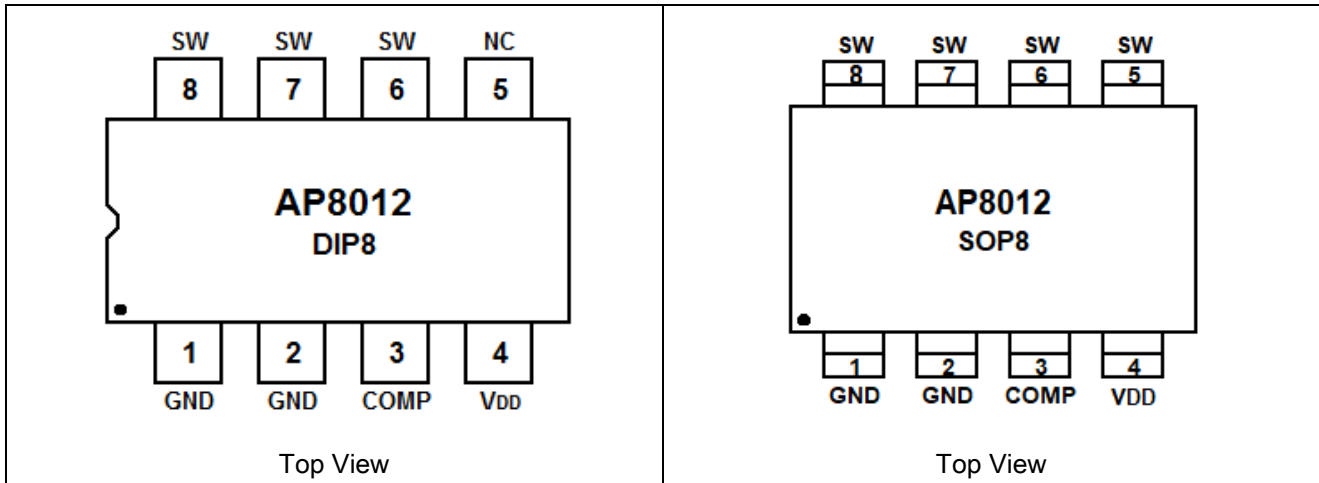 SW SW SW NC
8 7 6 5
AP8012
DIP8
1 2 3 4
GND GND COMP VDD
Top View
SW SW SW SW
8 7 6 5
AP8012
SOP8
1 2 3 4
GND GND COMP VDD
Top View